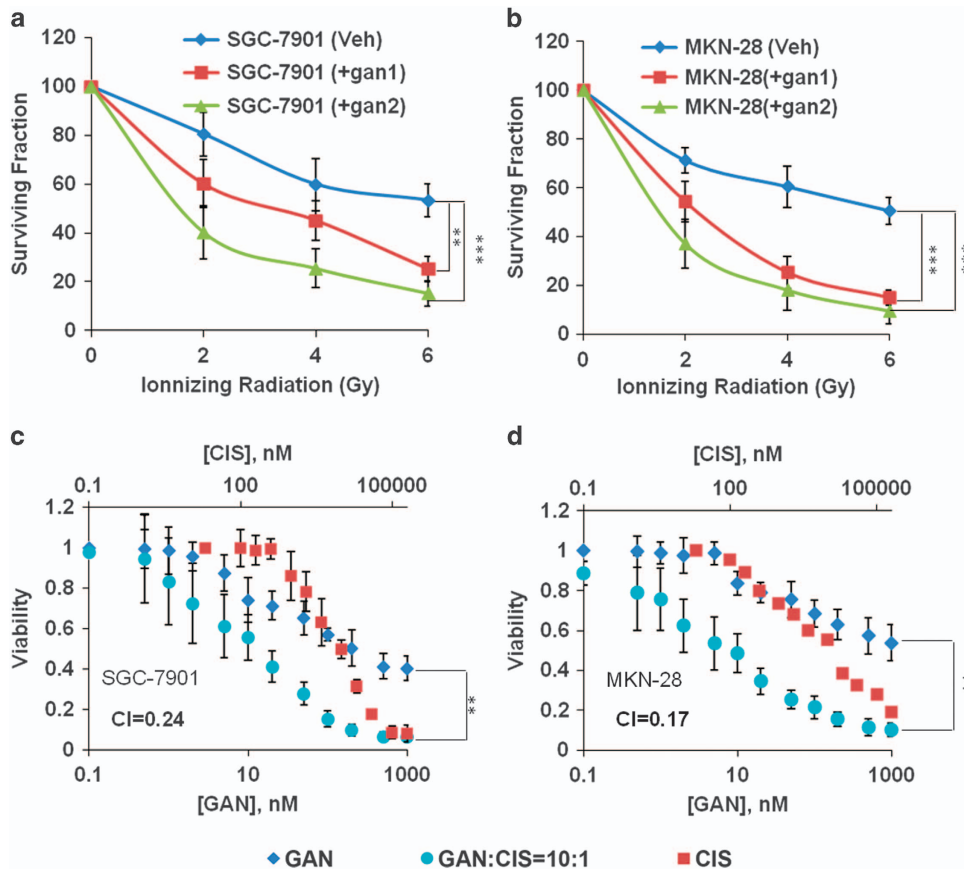 a
120
100
80
60
40
20
0
Surviving Fraction
SGC-7901 (Veh)
SGC-7901 (+gan1)
SGC-7901 (+gan2)
**
***
0 2 4 6
Ionnizing Radiation (Gy)
b
120
100
80
60
40
20
0
Surviving Fraction
MKN-28 (Veh)
MKN-28(+gan1)
MKN-28(+gan2)
***
0 2 4 6
Ionnizing Radiation (Gy)
c
[CIS], nM
0.1 100 100000
1.2
1
0.8
0.6
0.4
0.2
0
Viability
SGC-7901
CI=0.24
**
0.1 10 1000
[GAN], nM
d
[CIS], nM
0.1 100 100000
1.2
1
0.8
0.6
0.4
0.2
0
Viability
MKN-28
CI=0.17
0.1 10 1000
[GAN], nM
GAN GAN:CIS=10:1 CIS